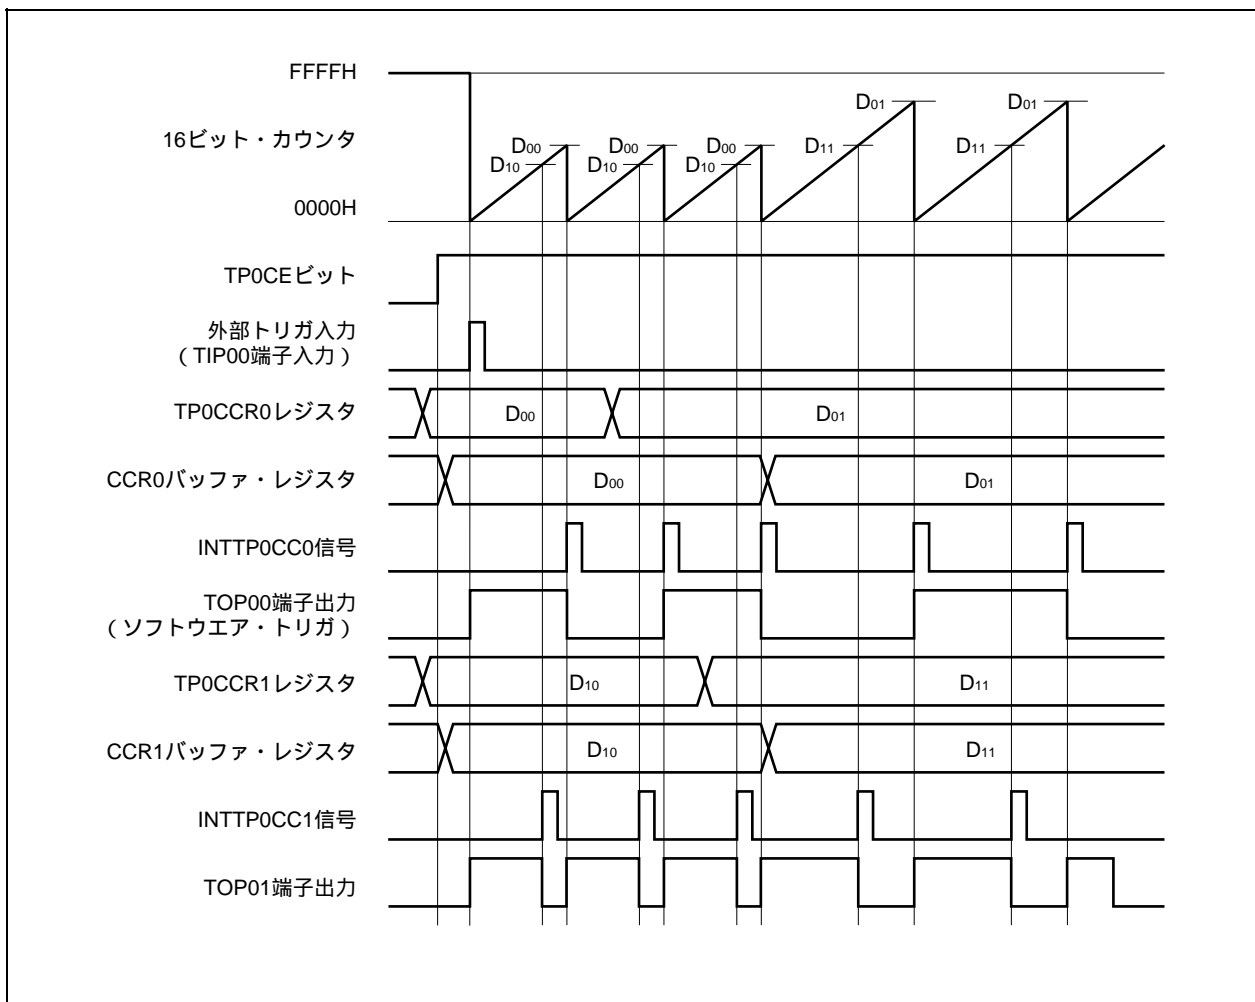 FFFFH
16ビット・カウンタ
0000H
D01 D01
D00 D00 D00 D11 D11
D10 D10 D10
TP0CEビット
外部トリガ入力
（TIP00端子入力）
TP0CCR0レジスタ D00 D01
CCR0バッファ・レジスタ D00 D01
INTTP0CC0信号
TOP00端子出力
（ソフトウエア・トリガ）
TP0CCR1レジスタ D10 D11
CCR1バッファ・レジスタ D10 D11
INTTP0CC1信号
TOP01端子出力